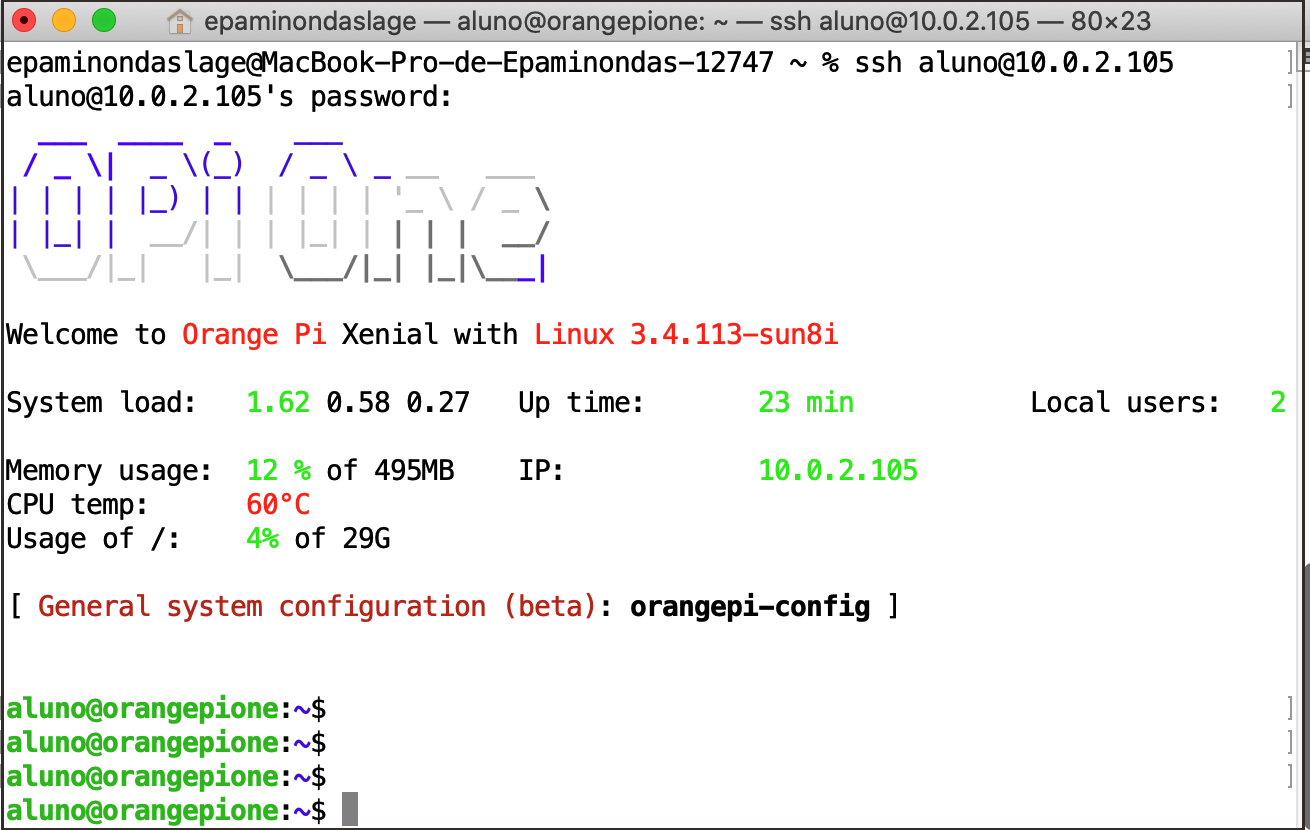 epaminondaslage — aluno@orangepione: ~ — ssh aluno@10.0.2.105 — 80×23
epaminondaslage@MacBook-Pro-de-Epaminondas-12747 ~ % ssh aluno@10.0.2.105
aluno@10.0.2.105's password:
OPi One
Welcome to Orange Pi Xenial with Linux 3.4.113-sun8i
System load: 1.62 0.58 0.27 Up time: 23 min Local users: 2
Memory usage: 12 % of 495MB IP: 10.0.2.105
CPU temp: 60°C
Usage of /: 4% of 29G
[ General system configuration (beta): orangepi-config ]
aluno@orangepione:~$
aluno@orangepione:~$
aluno@orangepione:~$
aluno@orangepione:~$